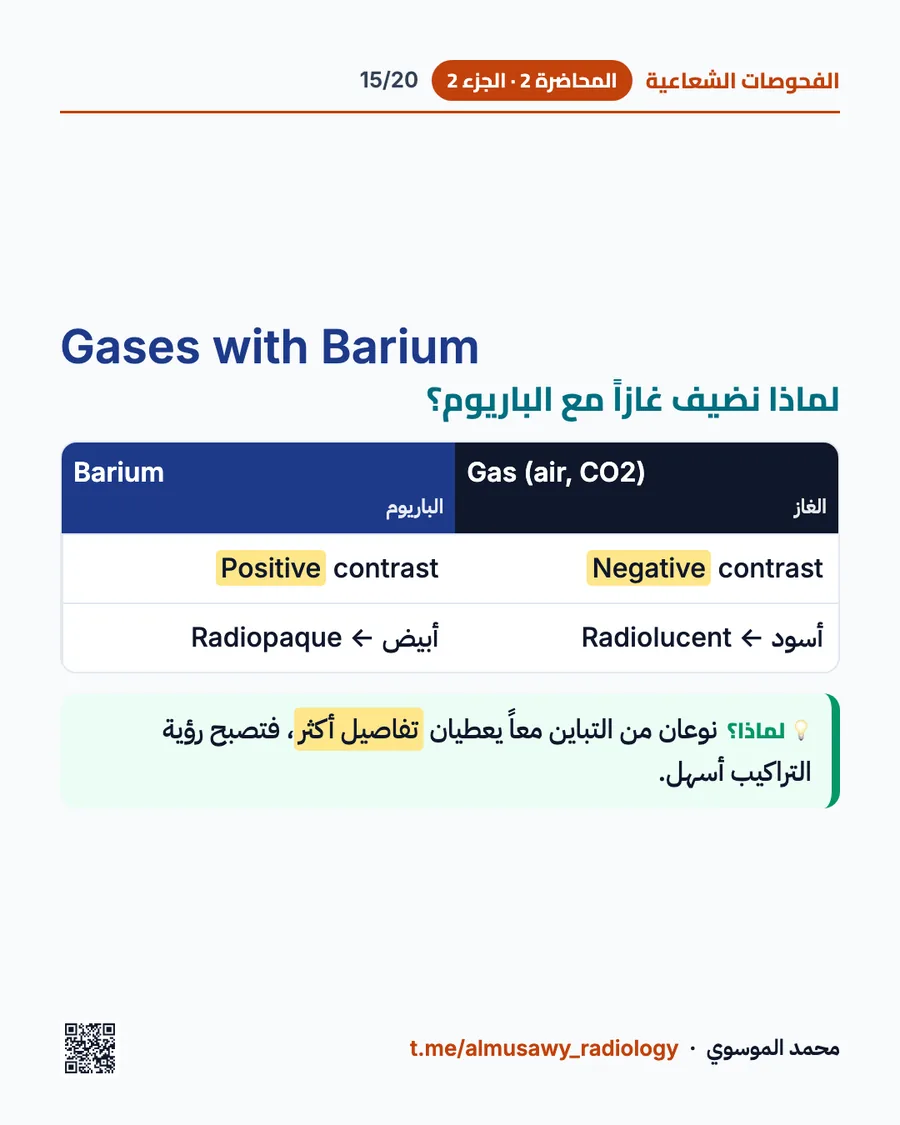 الفحوصات الشعاعية المحاضرة 2 · الجزء 2 15/20
Gases with Barium
لماذا نضيف غازاً مع الباريوم؟
Barium
الباريوم
Gas (air, CO2)
الغاز
Positive contrast
Negative contrast
أبيض ← Radiopaque
أسود ← Radiolucent
💡 لماذا؟ نوعان من التباين معاً يعطيان تفاصيل أكثر، فتصبح رؤية
التراكيب أسهل.
محمد الموسوي · t.me/almusawy_radiology